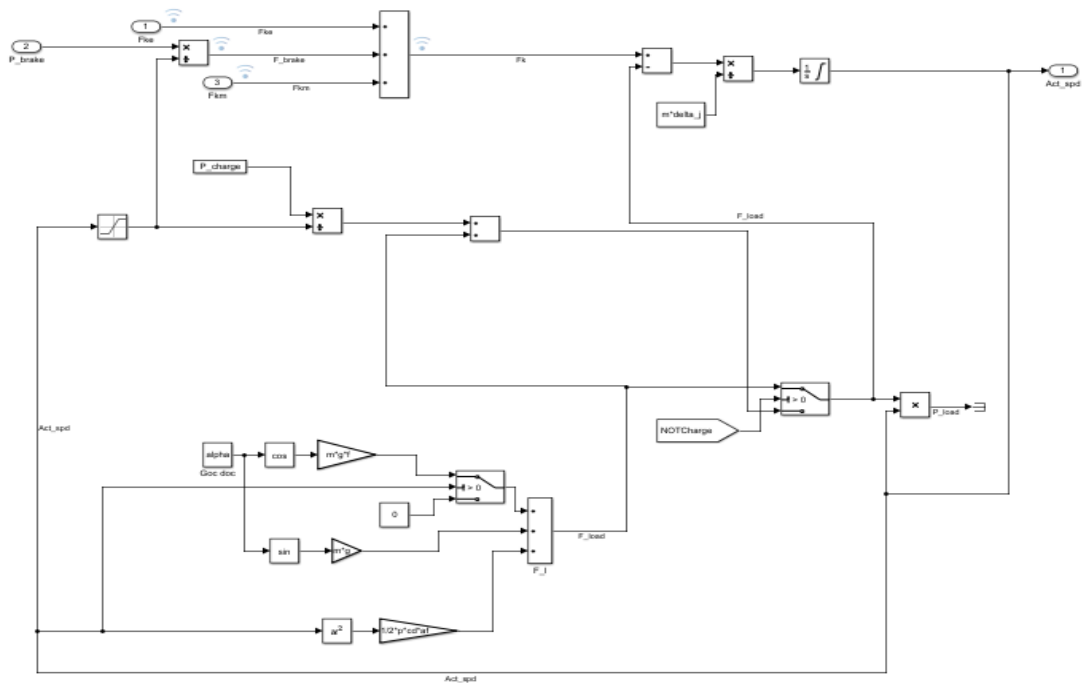 1
Fke
Fke
2
P_brake
×
÷
F_brake
3
Fkm
Fkm
Fk
+
+
+
+
-
×
÷
1
s
m*delta_j
1
Act_spd
P_charge
×
÷
+
+
F_load
> 0
×
P_load
NOTCharge
Act_spd
alpha
Goc doc
cos
m*g*f
> 0
0
sin
m*g
+
+
+
F_load
F_l
1/2*p*cd*af
Act_spd